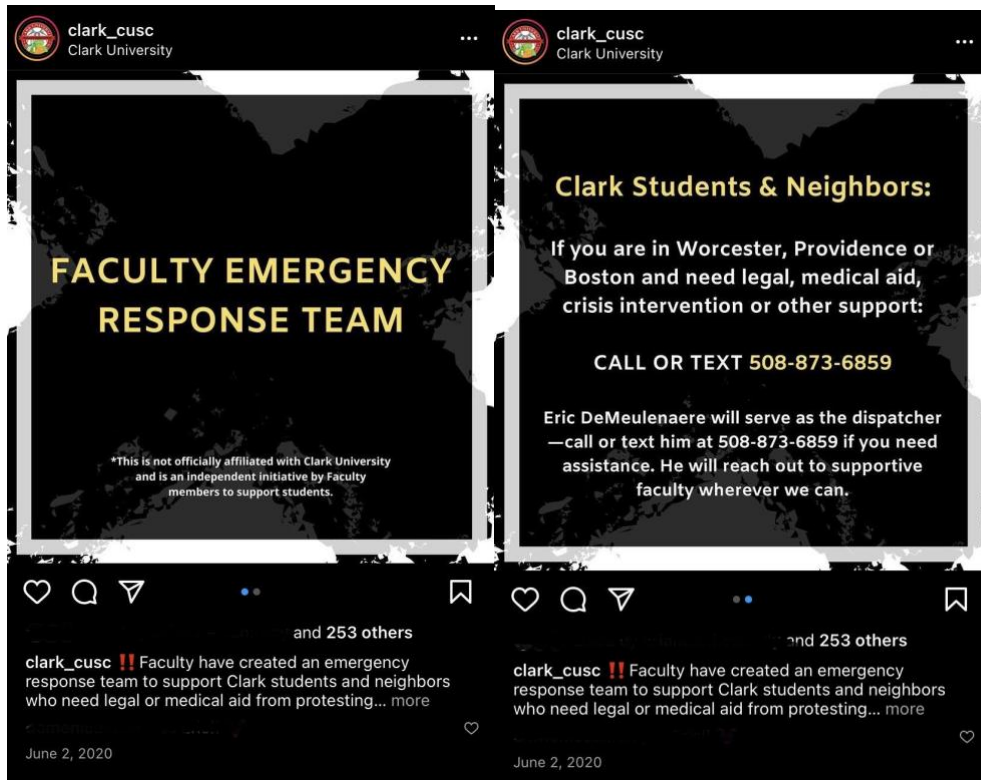 clark_cusc
Clark University
FACULTY EMERGENCY
RESPONSE TEAM
*This is not officially affiliated with Clark University
and is an independent initiative by Faculty
members to support students.
and 253 others
clark_cusc ‼️Faculty have created an emergency
response team to support Clark students and neighbors
who need legal or medical aid from protesting... more
June 2, 2020
clark_cusc
Clark University
Clark Students & Neighbors:
If you are in Worcester, Providence or
Boston and need legal, medical aid,
crisis intervention or other support:
CALL OR TEXT 508-873-6859
Eric DeMeulenaere will serve as the dispatcher
—call or text him at 508-873-6859 if you need
assistance. He will reach out to supportive
faculty wherever we can.
and 253 others
clark_cusc ‼️Faculty have created an emergency
response team to support Clark students and neighbors
who need legal or medical aid from protesting... more
June 2, 2020